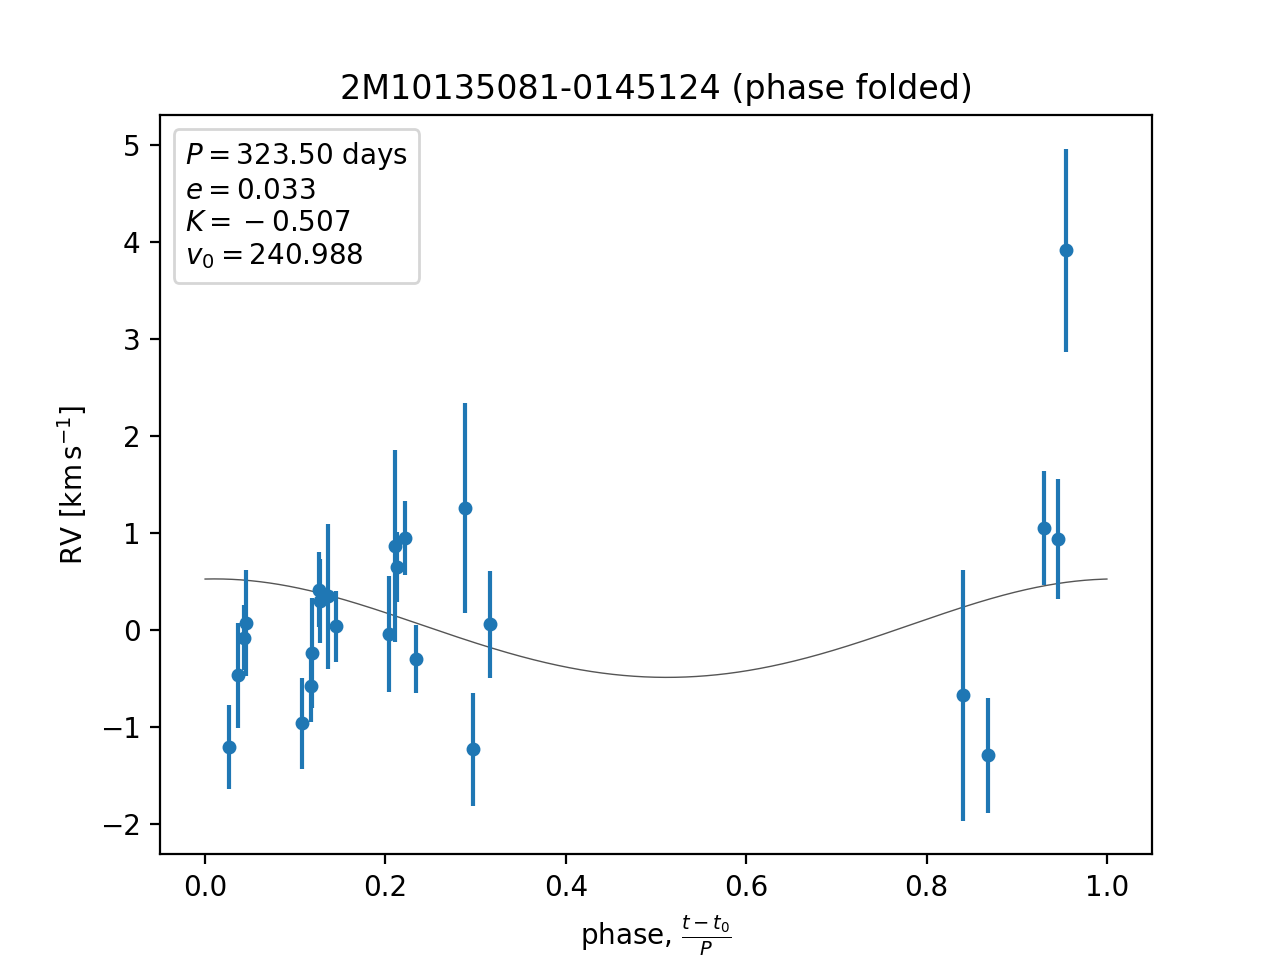 2M10135081-0145124 (phase folded)
P = 323.50 days
e = 0.033
K = −0.507
v₀ = 240.988
RV [km s⁻¹]
5
4
3
2
1
0
−1
−2
0.0 0.2 0.4 0.6 0.8 1.0
phase, (t − t₀)/P